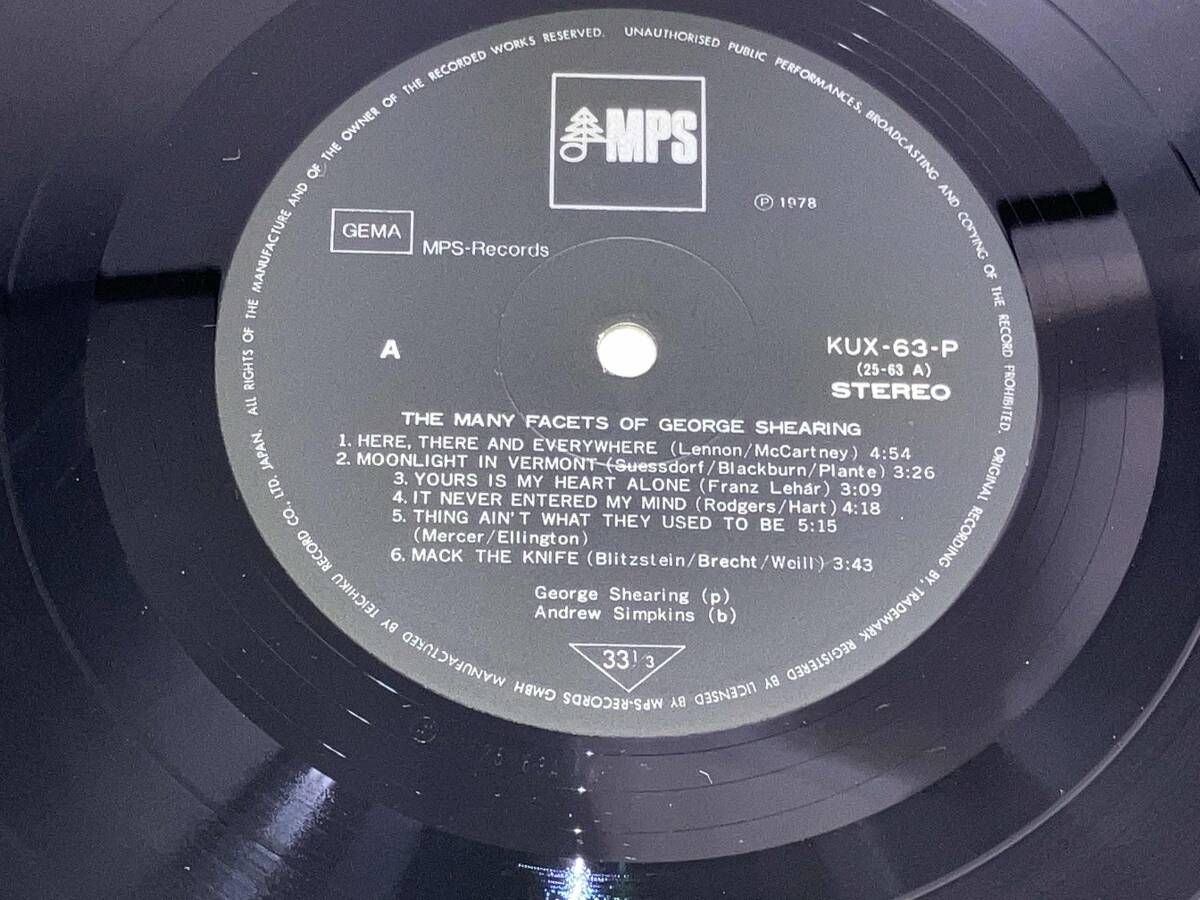 MPS
℗ 1978
GEMA
MPS-Records
A
KUX-63-P
(25-63 A)
STEREO
THE MANY FACETS OF GEORGE SHEARING
1. HERE, THERE AND EVERYWHERE (Lennon/McCartney) 4:54
2. MOONLIGHT IN VERMONT (Suessdorf/Blackburn/Plante) 3:26
3. YOURS IS MY HEART ALONE (Franz Lehár) 3:09
4. IT NEVER ENTERED MY MIND (Rodgers/Hart) 4:18
5. THING AIN'T WHAT THEY USED TO BE 5:15
(Mercer/Ellington)
6. MACK THE KNIFE (Blitzstein/Brecht/Weill) 3:43
George Shearing (p)
Andrew Simpkins (b)
33 1/3
ALL RIGHTS OF THE MANUFACTURE AND OF THE OWNER OF THE RECORDED WORKS RESERVED. UNAUTHORISED PUBLIC PERFORMANCES, BROADCASTING AND COPYING OF THE RECORD PROHIBITED. ORIGINAL RECORDING BY, TRADEMARK REGISTERED BY LICENSED BY MPS-RECORDS GMBH MANUFACTURED BY TEICHIKU RECORD CO., LTD. JAPAN.